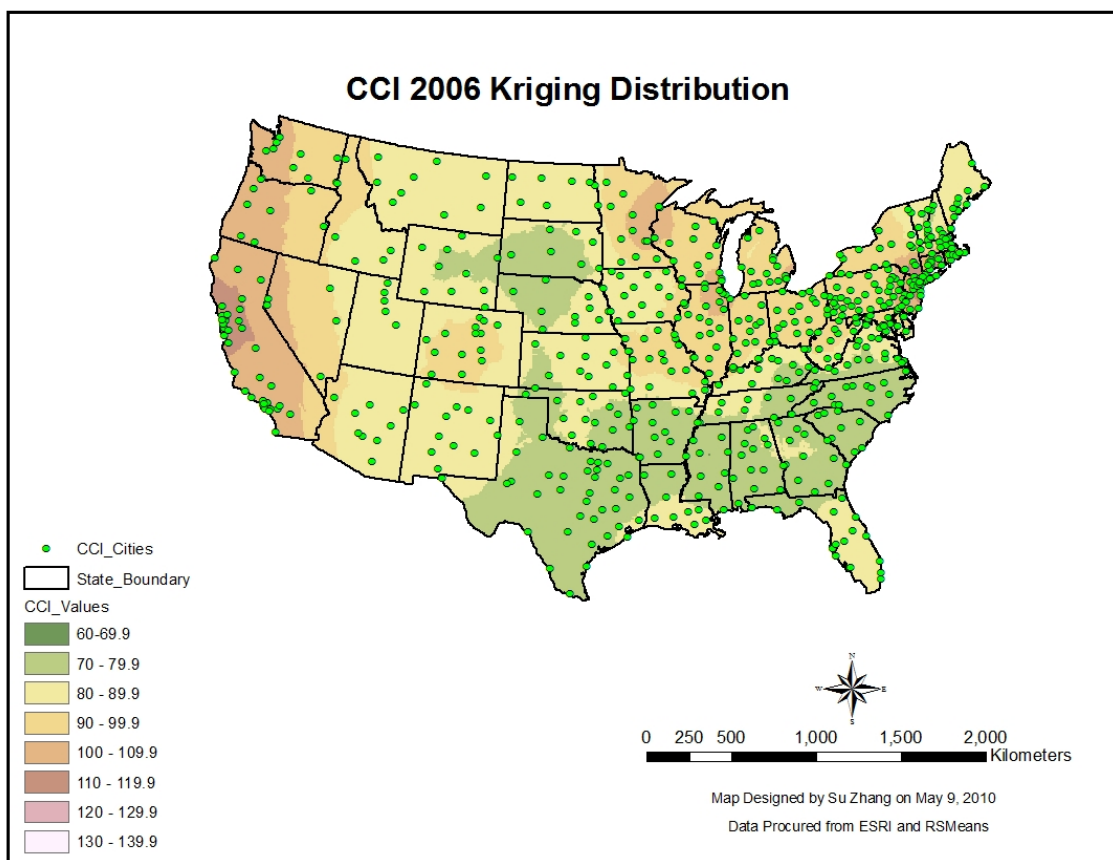 CCI 2006 Kriging Distribution
CCI_Cities
State_Boundary
CCI_Values
60-69.9
70 - 79.9
80 - 89.9
90 - 99.9
100 - 109.9
110 - 119.9
120 - 129.9
130 - 139.9
N
W E
S
0 250 500 1,000 1,500 2,000
Kilometers
Map Designed by Su Zhang on May 9, 2010
Data Procured from ESRI and RSMeans